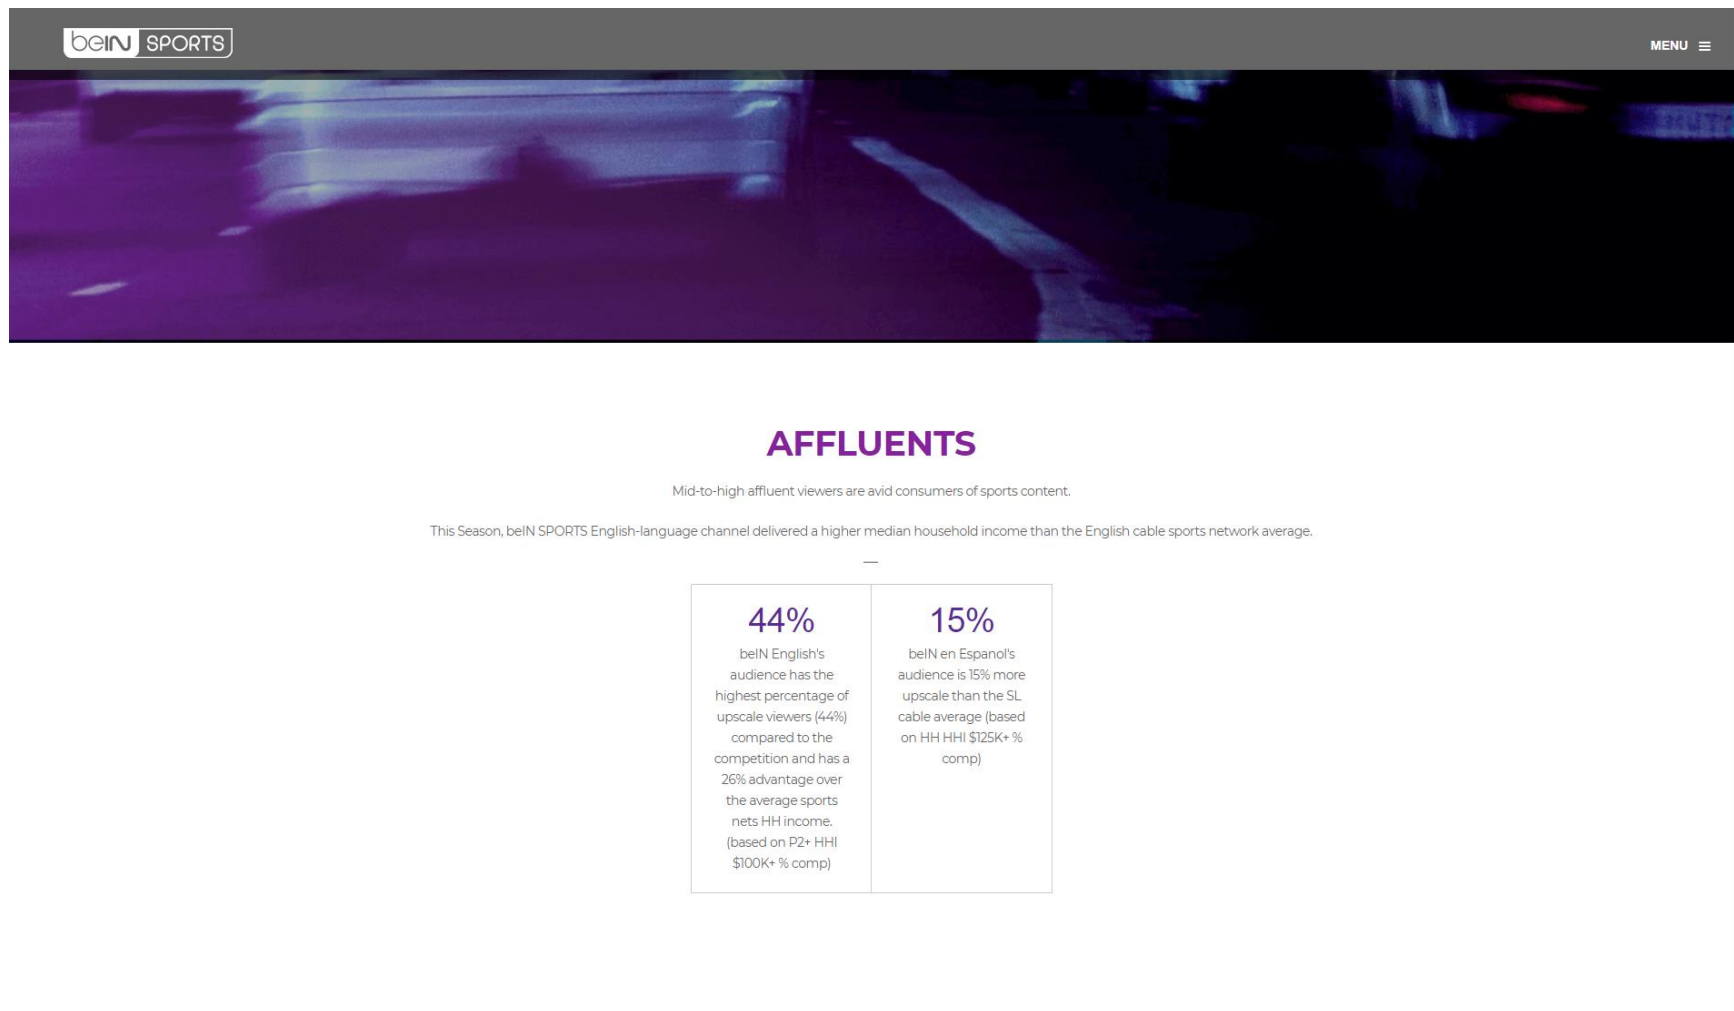 beIN SPORTS
MENU
AFFLUENTS
Mid-to-high affluent viewers are avid consumers of sports content.
This Season, beIN SPORTS English-language channel delivered a higher median household income than the English cable sports network average.
—
44%
beIN English's
audience has the
highest percentage of
upscale viewers (44%)
compared to the
competition and has a
26% advantage over
the average sports
nets HH income.
(based on P2+ HHI
$100K+ % comp)
15%
beIN en Espanol's
audience is 15% more
upscale than the SL
cable average (based
on HH HHI $125K+ %
comp)